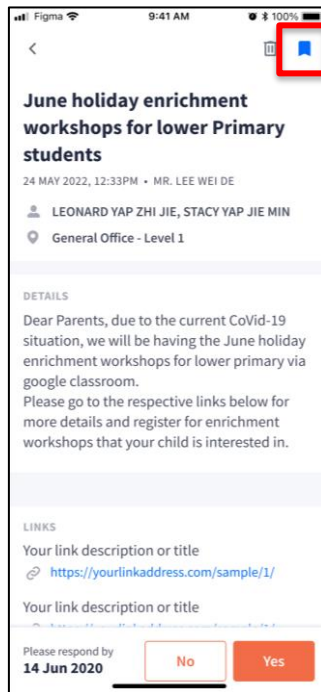 Figma
9:41 AM
100%
June holiday enrichment
workshops for lower Primary
students
24 MAY 2022, 12:33PM • MR. LEE WEI DE
LEONARD YAP ZHI JIE, STACY YAP JIE MIN
General Office - Level 1
DETAILS
Dear Parents, due to the current CoVid-19
situation, we will be having the June holiday
enrichment workshops for lower primary via
google classroom.
Please go to the respective links below for
more details and register for enrichment
workshops that your child is interested in.
LINKS
Your link description or title
https://yourlinkaddress.com/sample/1/
Your link description or title
Please respond by
14 Jun 2020
No
Yes